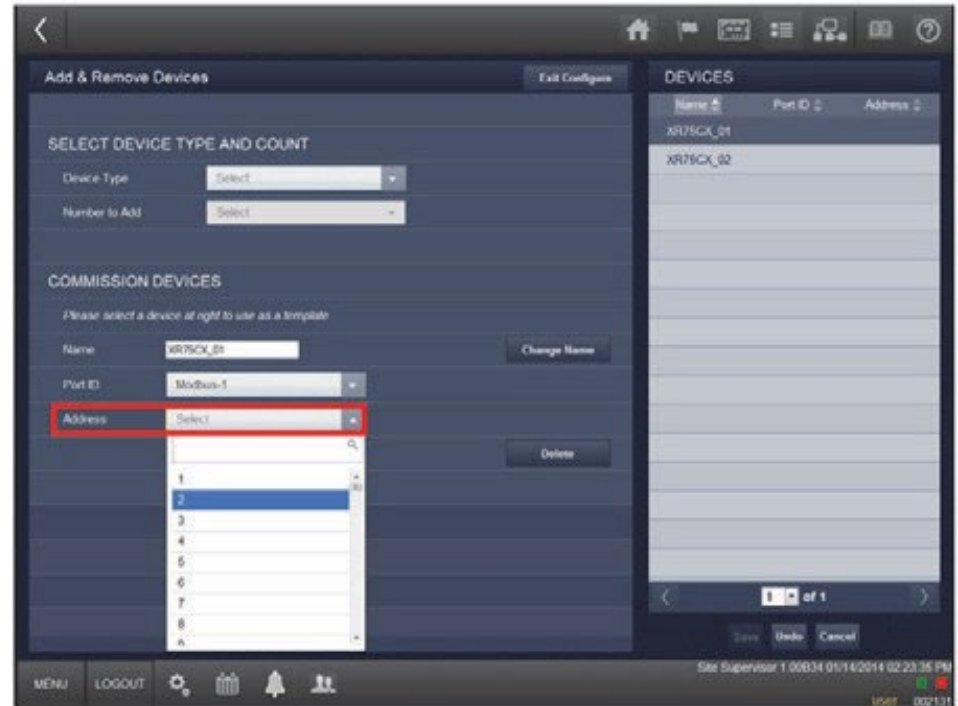 Add & Remove Devices
Exit Configure
DEVICES
Name Port ID Address
XR75CX_01
XR75CX_02
SELECT DEVICE TYPE AND COUNT
Device Type Select
Number to Add Select
COMMISSION DEVICES
Please select a device at right to use as a template
Name XR75CX_01 Change Name
Port ID Modbus-1
Address Select
Delete
1
2
3
4
5
6
7
8
9
1 of 1
Save Undo Cancel
Site Supervisor 1.00B34 01/14/2014 02:23:35 PM
MENU LOGOUT
USER 002131